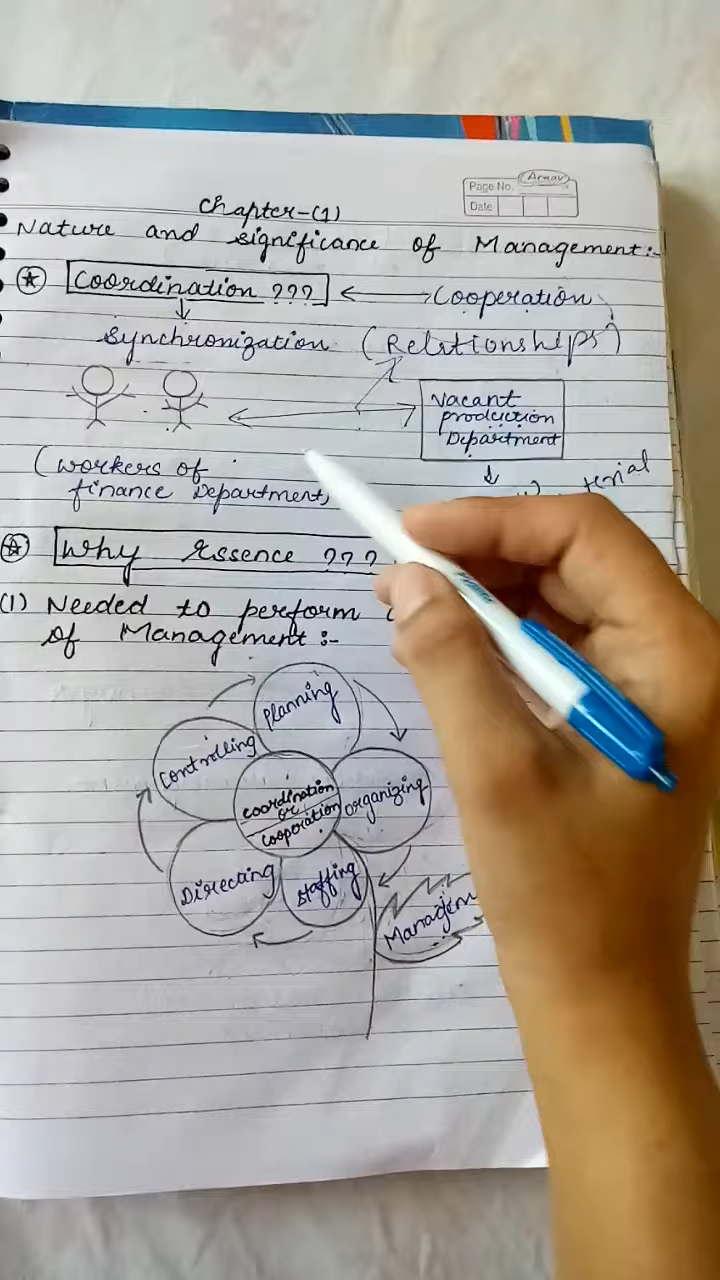 Page No. Arnav
Date
Chapter-(1)
Nature and significance of Management:-
Coordination ??? Cooperation
Synchronization (Relationships)
Vacant
production
Department
(workers of
finance Department)
Why Essence ???
(1) Needed to perform
of Management :-
Planning
Controlling
Coordination
or
Cooperation
Organizing
Directing
Staffing